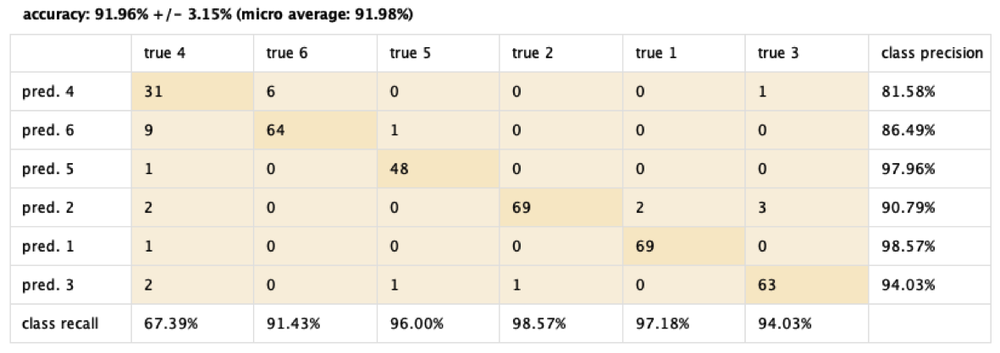 accuracy: 91.96% +/- 3.15% (micro average: 91.98%)
true 4 true 6 true 5 true 2 true 1 true 3 class precision
pred. 4 31 6 0 0 0 1 81.58%
pred. 6 9 64 1 0 0 0 86.49%
pred. 5 1 0 48 0 0 0 97.96%
pred. 2 2 0 0 69 2 3 90.79%
pred. 1 1 0 0 0 69 0 98.57%
pred. 3 2 0 1 1 0 63 94.03%
class recall 67.39% 91.43% 96.00% 98.57% 97.18% 94.03%